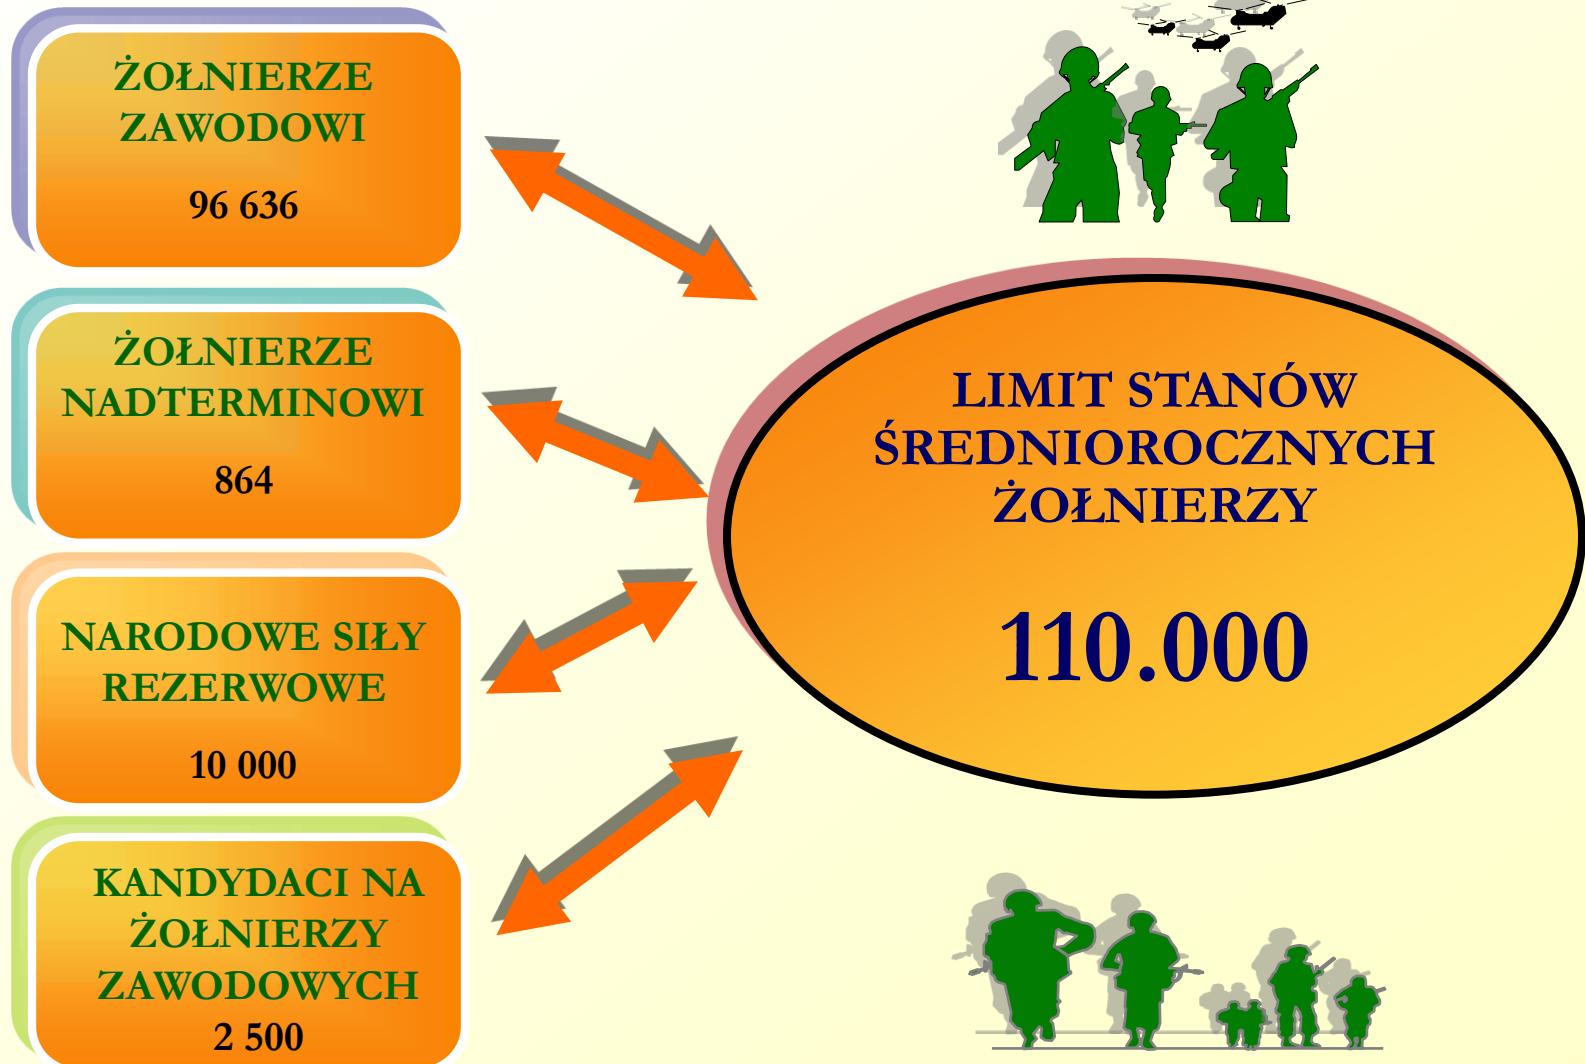 ŻOŁNIERZE
ZAWODOWI
96 636
ŻOŁNIERZE
NADTERMINOWI
864
NARODOWE SIŁY
REZERWOWE
10 000
KANDYDACI NA
ŻOŁNIERZY
ZAWODOWYCH
2 500
LIMIT STANÓW
ŚREDNIOROCZNYCH
ŻOŁNIERZY
110.000